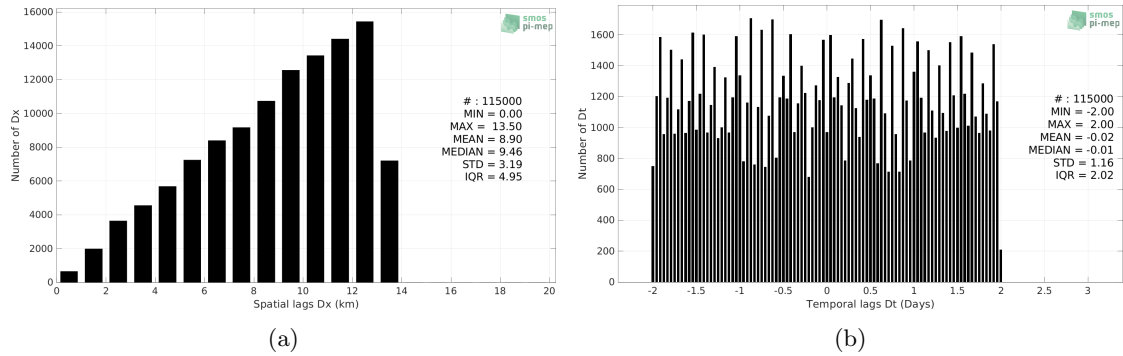 16000
14000
12000
10000
8000
6000
4000
2000
0
Number of Dx
0 2 4 6 8 10 12 14 16 18 20
Spatial lags Dx (km)
smos
pi-mep
# : 115000
MIN = 0.00
MAX = 13.50
MEAN = 8.90
MEDIAN = 9.46
STD = 3.19
IQR = 4.95
(a)
1600
1400
1200
1000
800
600
400
200
0
Number of Dt
-2 -1.5 -1 -0.5 0 0.5 1 1.5 2 2.5 3
Temporal lags Dt (Days)
smos
pi-mep
# : 115000
MIN = -2.00
MAX = 2.00
MEAN = -0.02
MEDIAN = -0.01
STD = 1.16
IQR = 2.02
(b)